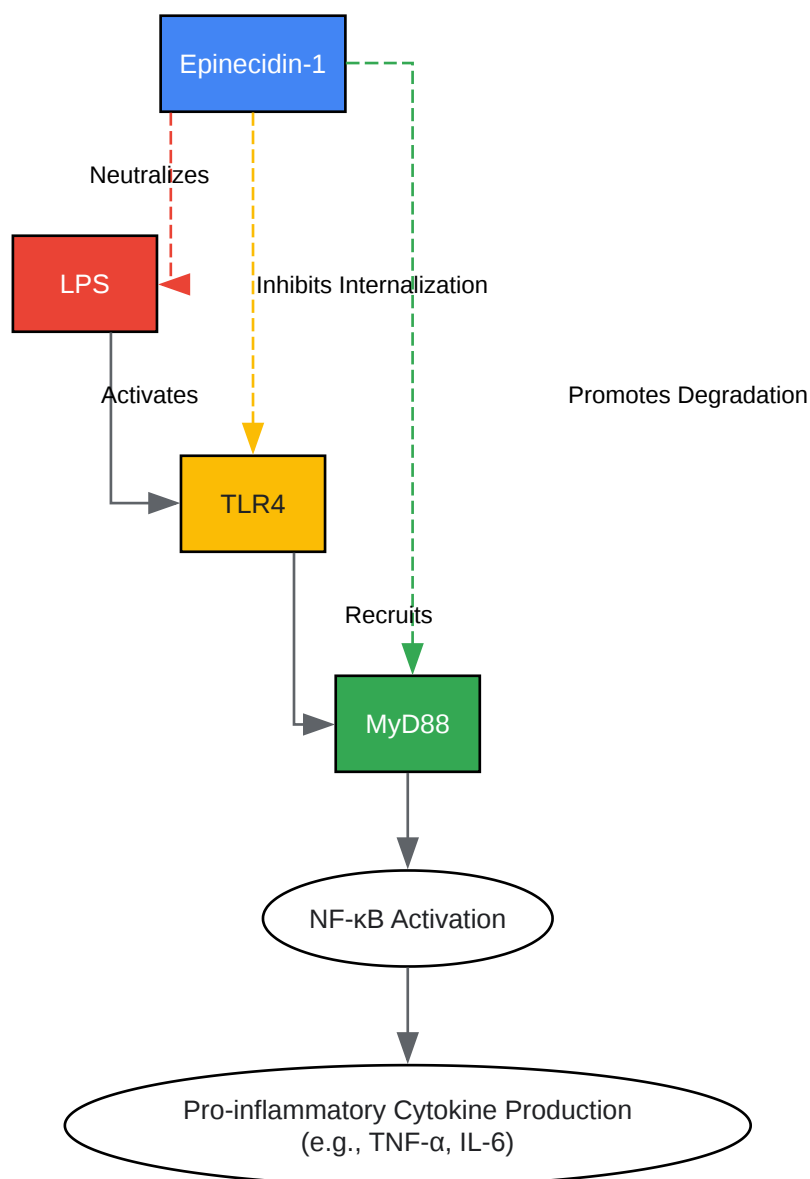 Epinecidin-1
Neutralizes
LPS
Inhibits Internalization
Activates
Promotes Degradation
TLR4
Recruits
MyD88
NF-κB Activation
Pro-inflammatory Cytokine Production
(e.g., TNF-α, IL-6)